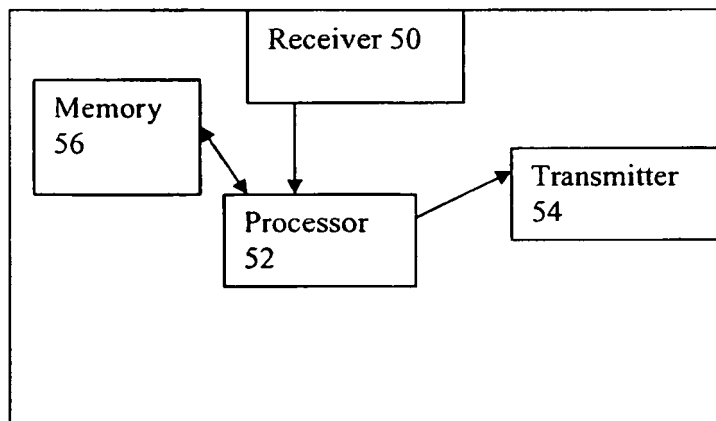 Receiver 50
Memory
56
Transmitter
54
Processor
52